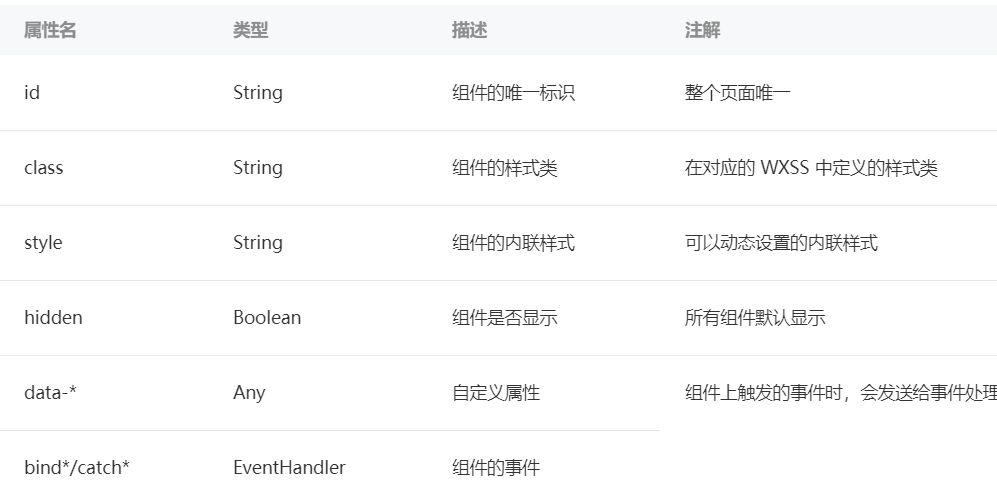 属性名 类型 描述 注解
id String 组件的唯一标识 整个页面唯一
class String 组件的样式类 在对应的 WXSS 中定义的样式类
style String 组件的内联样式 可以动态设置的内联样式
hidden Boolean 组件是否显示 所有组件默认显示
data-* Any 自定义属性 组件上触发的事件时，会发送给事件处理
bind*/catch* EventHandler 组件的事件